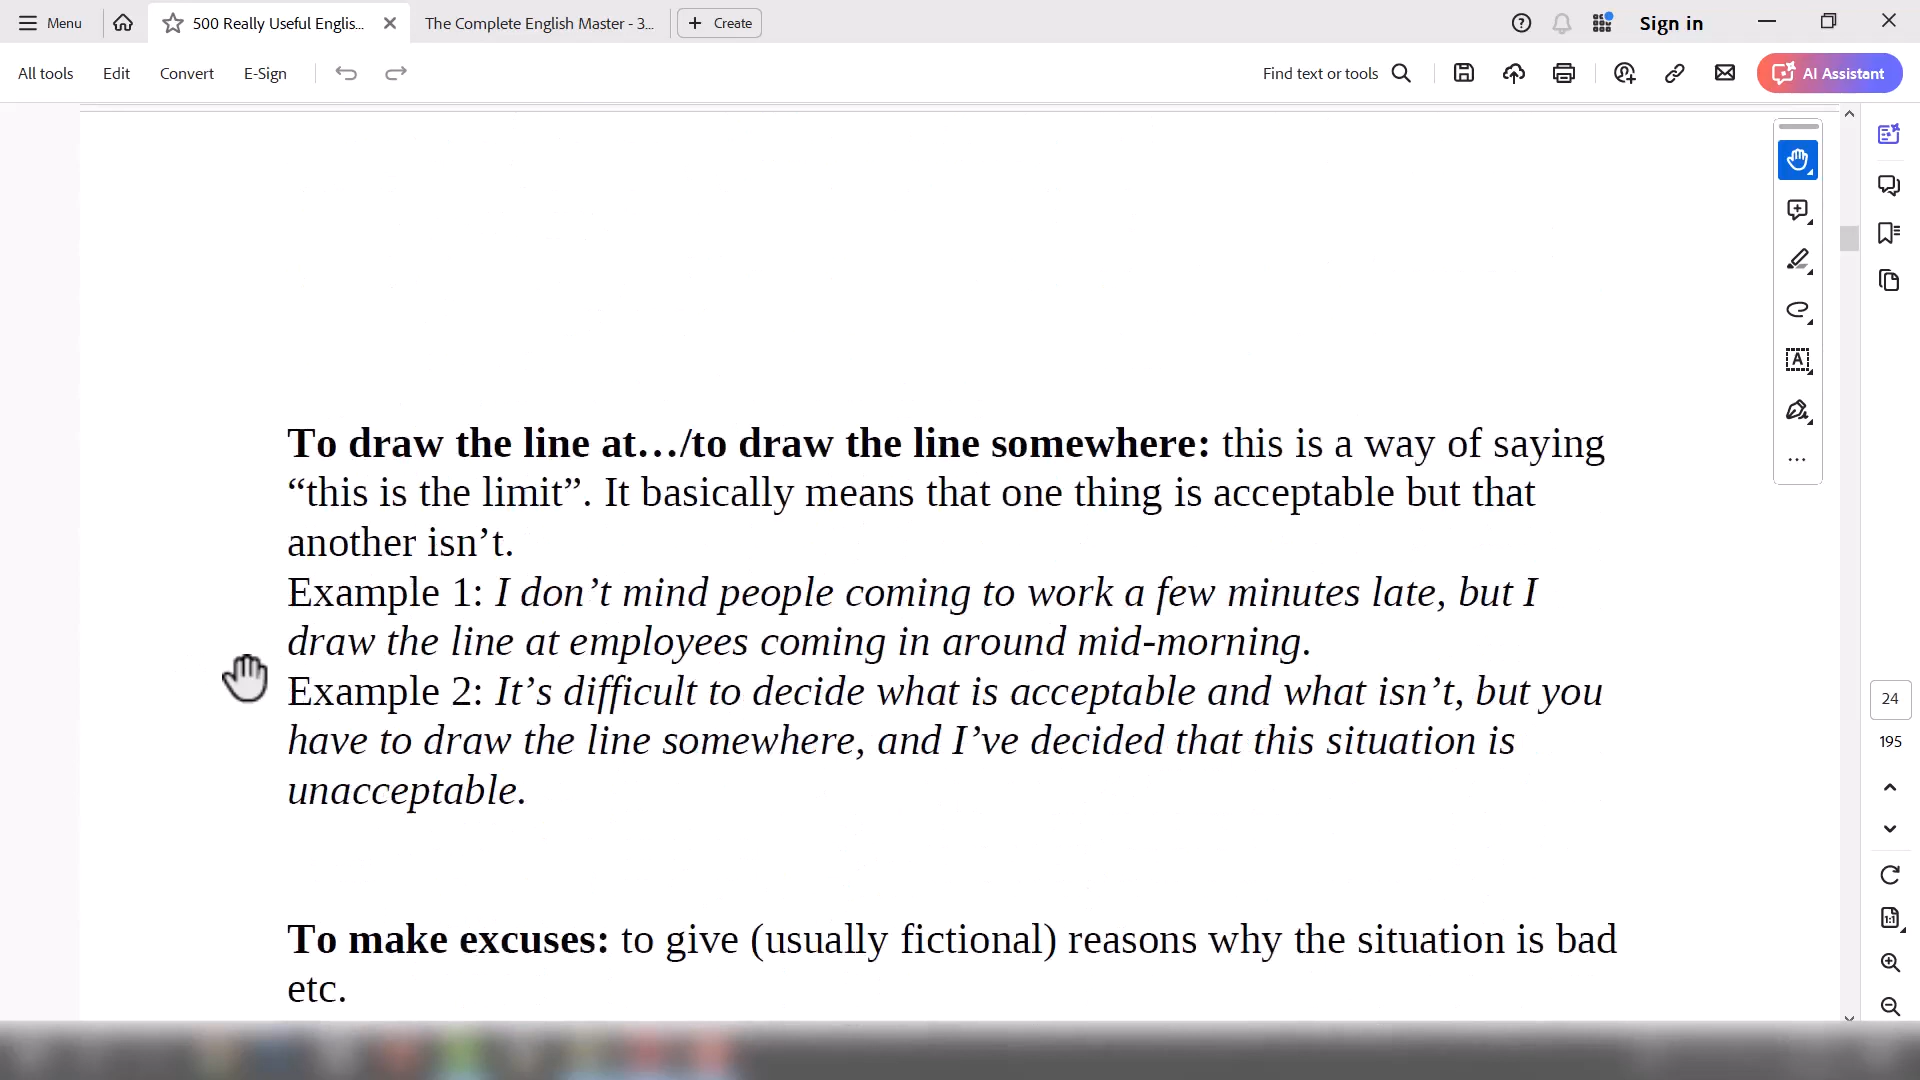 Menu
500 Really Useful Englis...
The Complete English Master - 3...
Create
Sign in
All tools
Edit
Convert
E-Sign
Find text or tools
AI Assistant
To draw the line at…/to draw the line somewhere: this is a way of saying
“this is the limit”. It basically means that one thing is acceptable but that
another isn’t.
Example 1: I don’t mind people coming to work a few minutes late, but I
draw the line at employees coming in around mid-morning.
Example 2: It’s difficult to decide what is acceptable and what isn’t, but you
have to draw the line somewhere, and I’ve decided that this situation is
unacceptable.
To make excuses: to give (usually fictional) reasons why the situation is bad
etc.
24
195